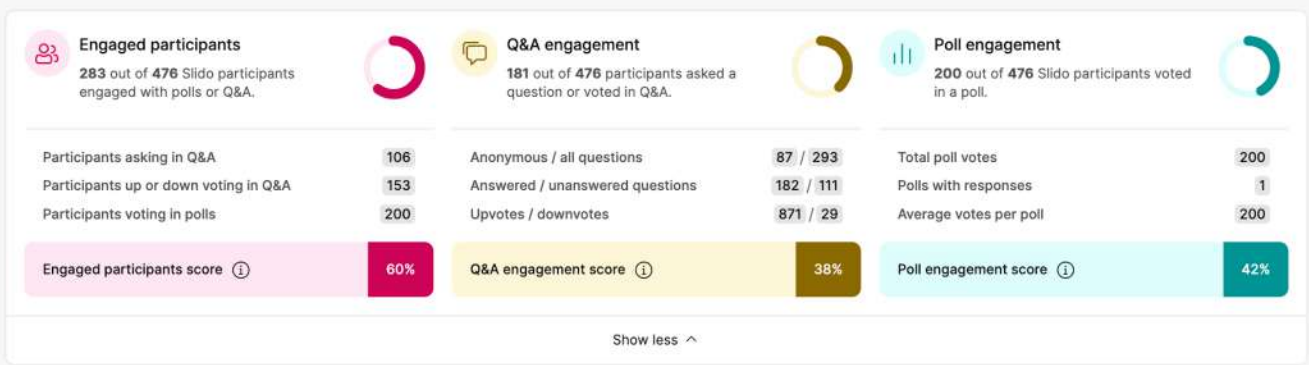 Engaged participants
283 out of 476 Slido participants
engaged with polls or Q&A.
Participants asking in Q&A 106
Participants up or down voting in Q&A 153
Participants voting in polls 200
Engaged participants score 60%
Q&A engagement
181 out of 476 participants asked a
question or voted in Q&A.
Anonymous / all questions 87 / 293
Answered / unanswered questions 182 / 111
Upvotes / downvotes 871 / 29
Q&A engagement score 38%
Poll engagement
200 out of 476 Slido participants voted
in a poll.
Total poll votes 200
Polls with responses 1
Average votes per poll 200
Poll engagement score 42%
Show less